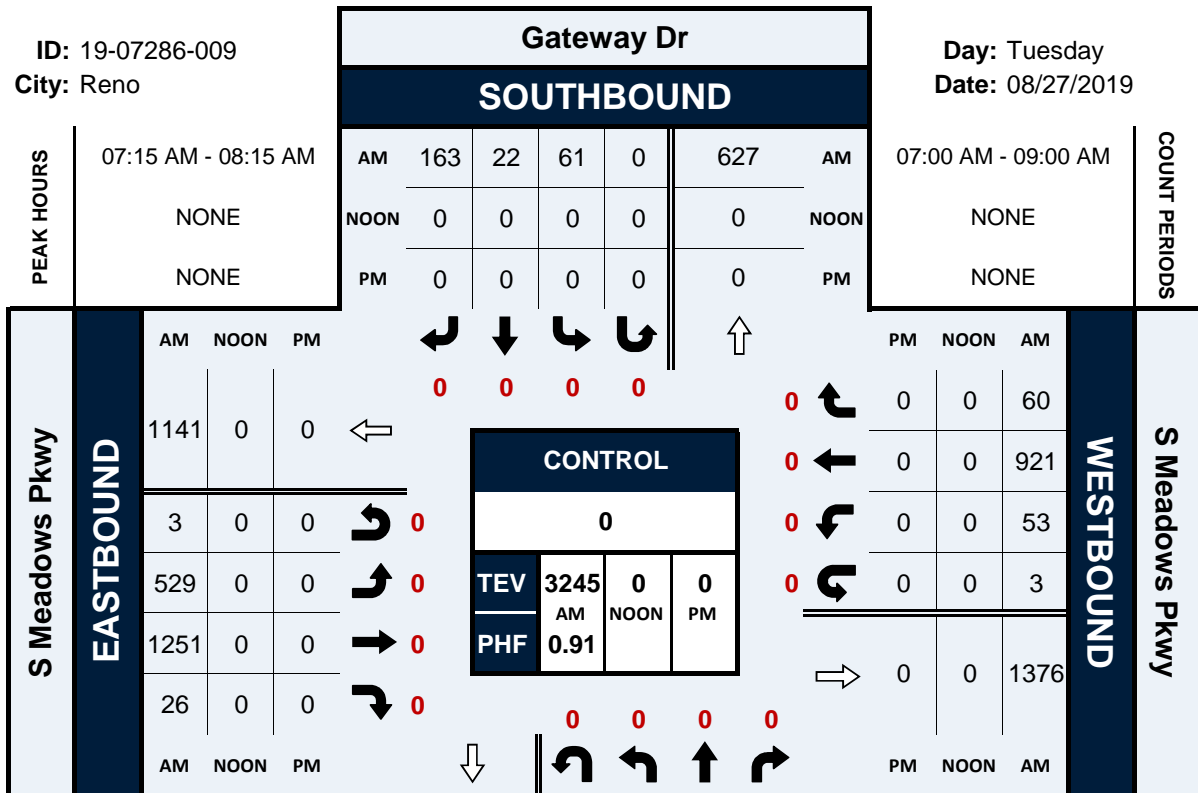 Gateway Dr
ID: 19-07286-009
Day: Tuesday
City: Reno
Date: 08/27/2019
SOUTHBOUND
PEAK HOURS
07:15 AM - 08:15 AM
NONE
NONE
AM 163 22 61 0 627 AM
NOON 0 0 0 0 0 NOON
PM 0 0 0 0 0 PM
07:00 AM - 09:00 AM
NONE
NONE
COUNT PERIODS
S Meadows Pkwy
EASTBOUND
AM NOON PM
1141 0 0
3 0 0 0
529 0 0 0
1251 0 0 0
26 0 0 0
AM NOON PM
0 0 0 0
CONTROL
0
TEV 3245 0 0
AM NOON PM
PHF 0.91
0 0 0 0
PM NOON AM
0 0 0 60
0 0 0 921
0 0 0 53
0 0 0 3
0 0 1376
PM NOON AM
WESTBOUND
S Meadows Pkwy